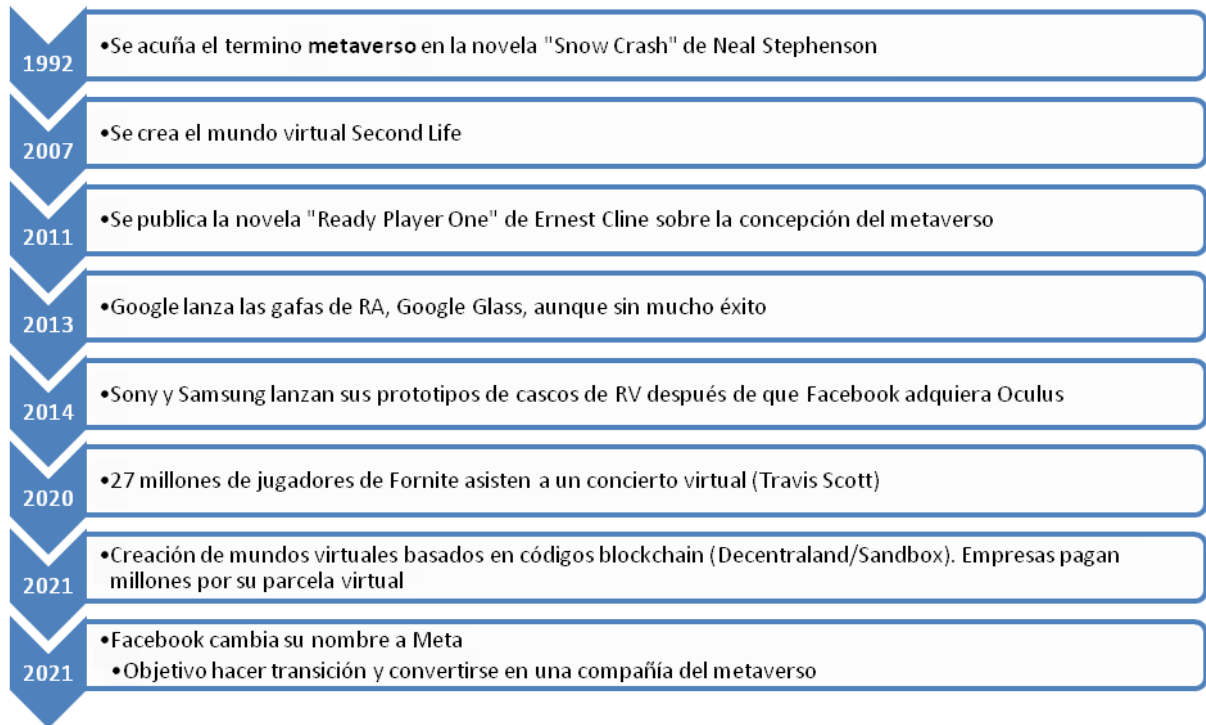 1992
•Se acuña el termino metaverso en la novela "Snow Crash" de Neal Stephenson
2007
•Se crea el mundo virtual Second Life
2011
•Se publica la novela "Ready Player One" de Ernest Cline sobre la concepción del metaverso
2013
•Google lanza las gafas de RA, Google Glass, aunque sin mucho éxito
2014
•Sony y Samsung lanzan sus prototipos de cascos de RV después de que Facebook adquiera Oculus
2020
•27 millones de jugadores de Fornite asisten a un concierto virtual (Travis Scott)
2021
•Creación de mundos virtuales basados en códigos blockchain (Decentraland/Sandbox). Empresas pagan
millones por su parcela virtual
2021
•Facebook cambia su nombre a Meta
•Objetivo hacer transición y convertirse en una compañía del metaverso